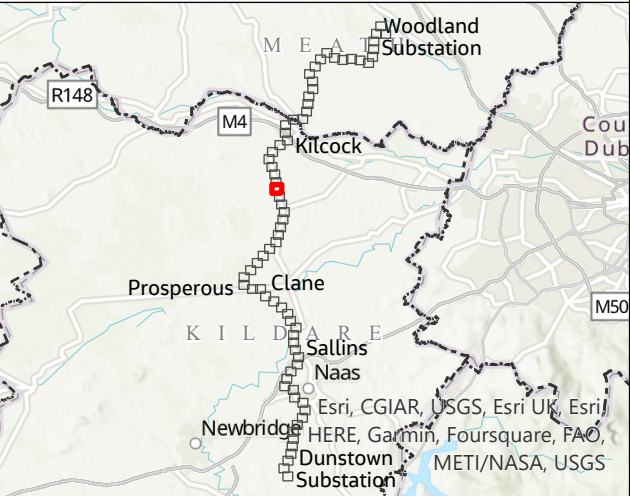 Woodland
Substation
MEATH
R148
M4
Cou
Dub
Kilcock
Prosperous
Clane
M50
KILDARE
Sallins
Naas
Newbridge
Esri, CGIAR, USGS, Esri UK, Esri,
HERE, Garmin, Foursquare, FAO,
METI/NASA, USGS
Dunstown
Substation